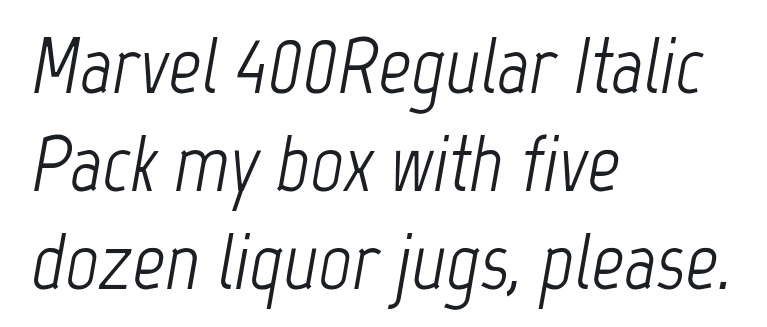 Marvel 400Regular Italic
Pack my box with five
dozen liquor jugs, please.